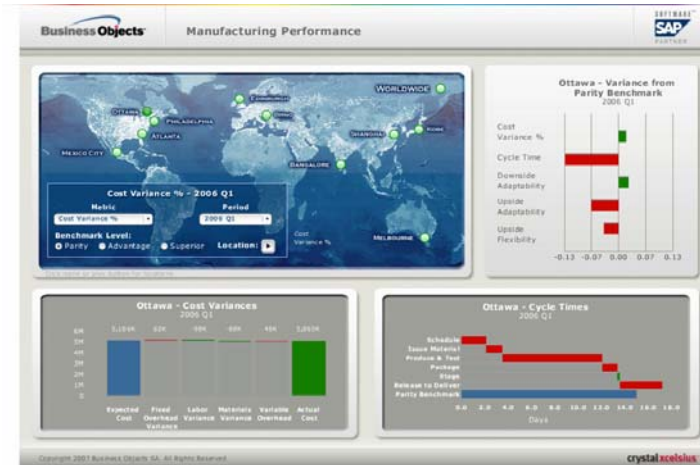 Business Objects
Manufacturing Performance
SOFTWARE
SAP
PARTNER
WORLDWIDE
EDINBURGH
OTTAWA
PHILADELPHIA
ATLANTA
SHANGHAI
KOBE
MEXICO CITY
BANGALORE
MELBOURNE
Cost Variance % - 2006 Q1
Metric
Period
Cost Variance %
2006 Q1
Benchmark Level:
Parity
Advantage
Superior
Location:
Cost
Variance %
Ottawa - Variance from
Parity Benchmark
2006 Q1
Cost
Variance %
Cycle Time
Downside
Adaptability
Upside
Adaptability
Upside
Flexibility
-0.13 -0.07 0.00 0.07 0.13
Ottawa - Cost Variances
2006 Q1
6M
5M
4M
3M
2M
1M
0
Expected
Cost
Fixed
Overhead
Variance
Labor
Variance
Materials
Variance
Variable
Overhead
Actual
Cost
Ottawa - Cycle Times
2006 Q1
Schedule
Issue Material
Produce & Test
Package
Stage
Release to Deliver
Parity Benchmark
0.0 2.0 4.0 6.0 8.0 10.0 12.0 14.0 16.0 18.0
Days
Copyright 2007 Business Objects SA. All Rights Reserved
crystal xcelsius